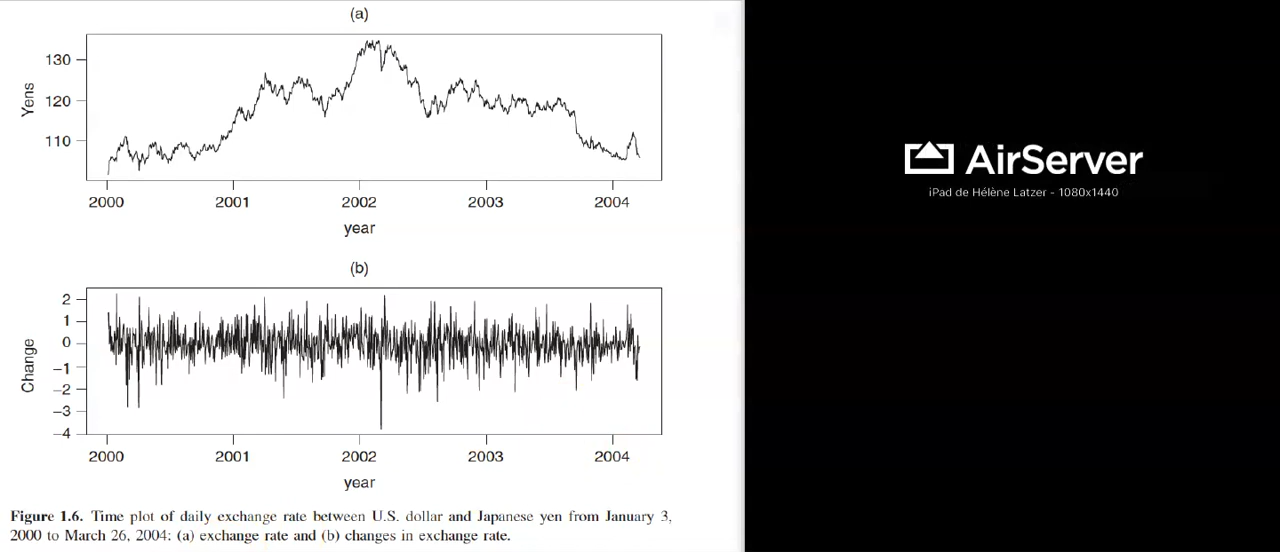 (a)
Yens
130
120
110
2000 2001 2002 2003 2004
year
(b)
Change
2
1
0
−1
−2
−3
−4
2000 2001 2002 2003 2004
year
Figure 1.6. Time plot of daily exchange rate between U.S. dollar and Japanese yen from January 3,
2000 to March 26, 2004: (a) exchange rate and (b) changes in exchange rate.
AirServer
iPad de Hélène Latzer - 1080x1440